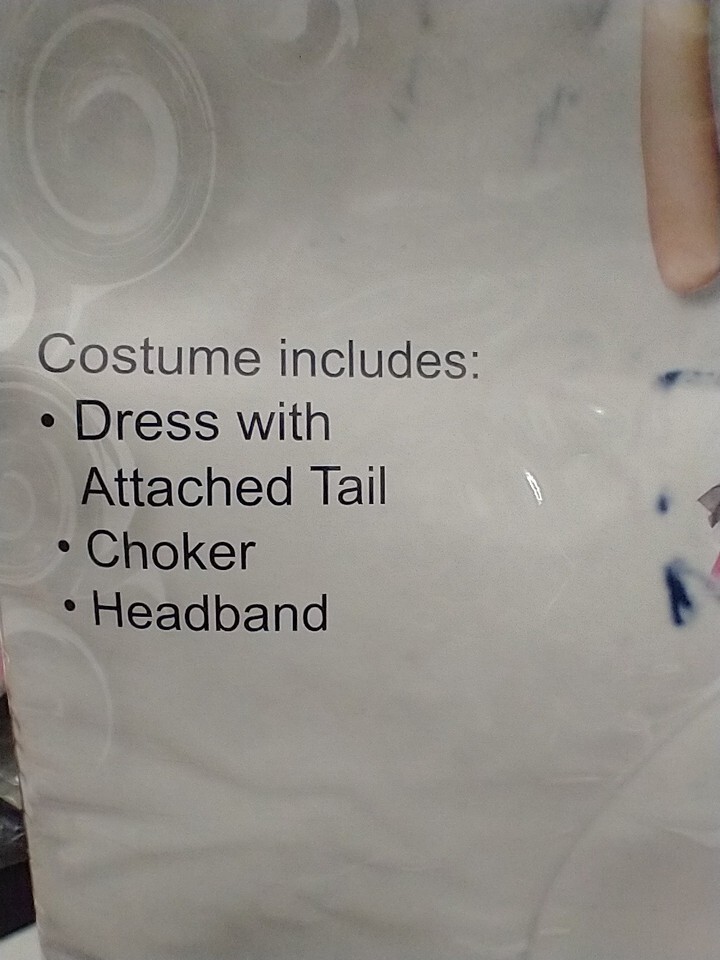 Costume includes:
• Dress with
Attached Tail
• Choker
• Headband